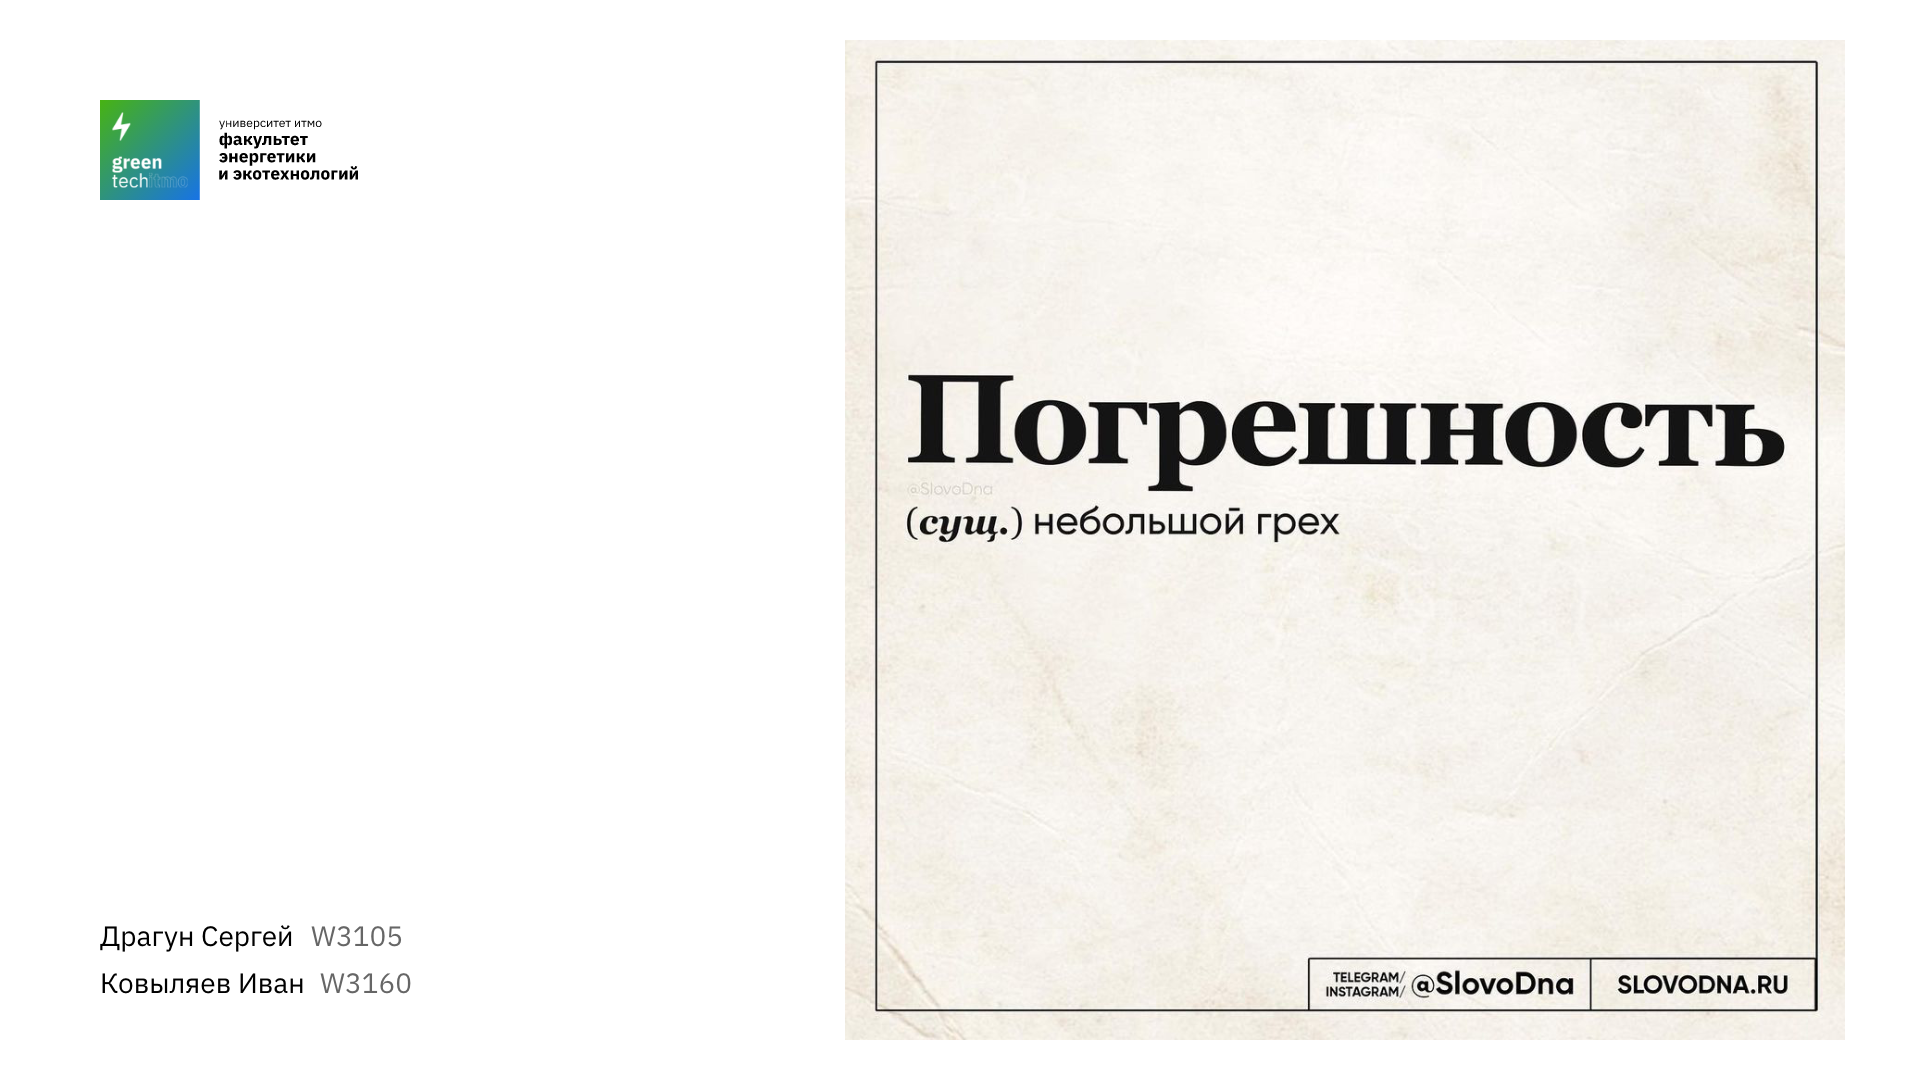 green
techitmo
университет итмо
факультет
энергетики
и экотехнологий
Погрешность
@SlovoDna
(сущ.) небольшой грех
Драгун Сергей W3105
Ковыляев Иван W3160
TELEGRAM/
INSTAGRAM/
@SlovoDna
SLOVODNA.RU